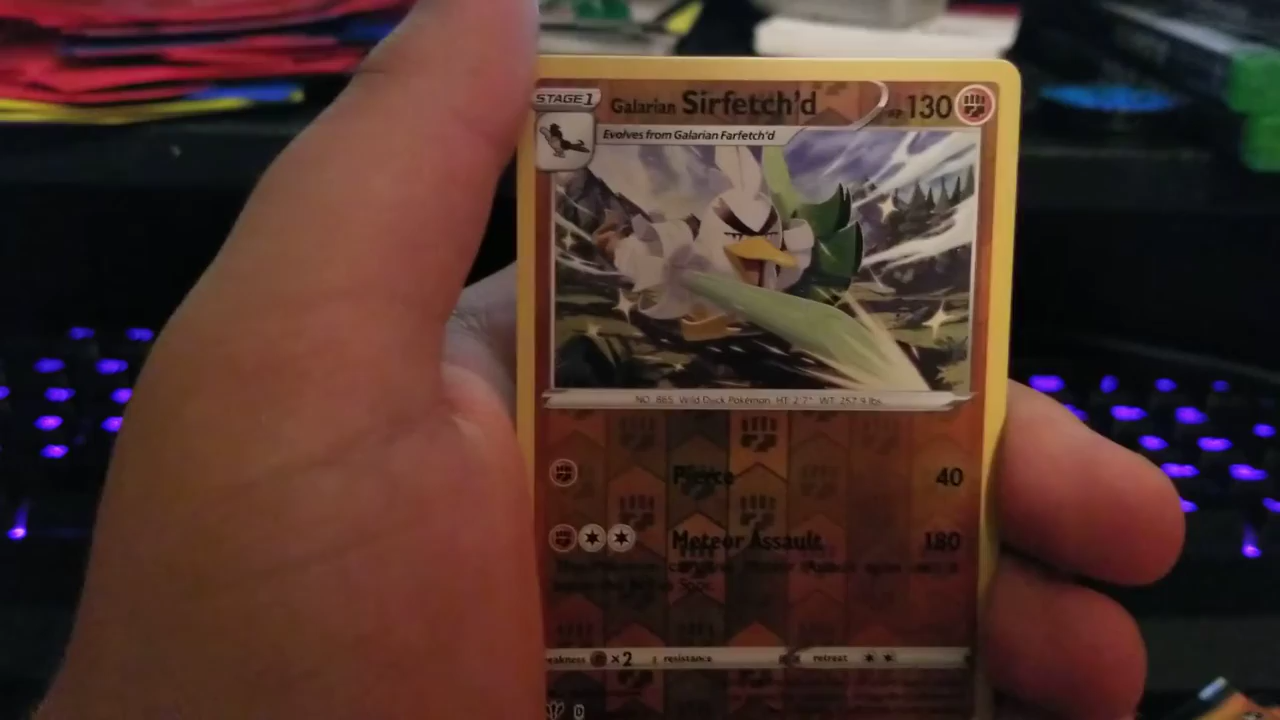 STAGE 1
Galarian Sirfetch'd
HP 130
Evolves from Galarian Farfetch'd
NO. 865 Wild Duck Pokémon HT: 2'7" WT: 257.9 lbs.
Pierce 40
Meteor Assault 180
Spot.
weakness ×2 resistance retreat
D